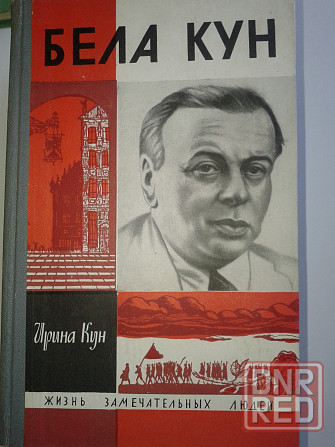 БЕЛА КУН
Ирина Кун
ЖИЗНЬ ЗАМЕЧАТЕЛЬНЫХ ЛЮДЕЙ
DNR
RED